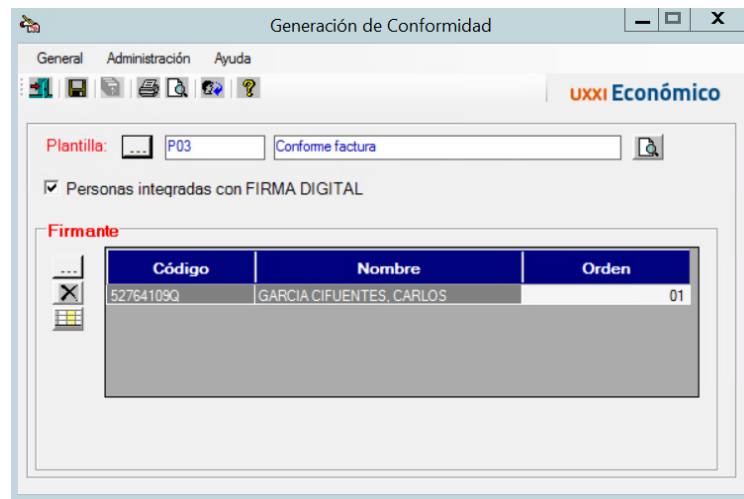 Generación de Conformidad
General Administración Ayuda
UXXI Económico
Plantilla: ... P03 Conforme factura
Personas integradas con FIRMA DIGITAL
Firmante
...
Código Nombre Orden
52764109Q GARCIA CIFUENTES, CARLOS 01